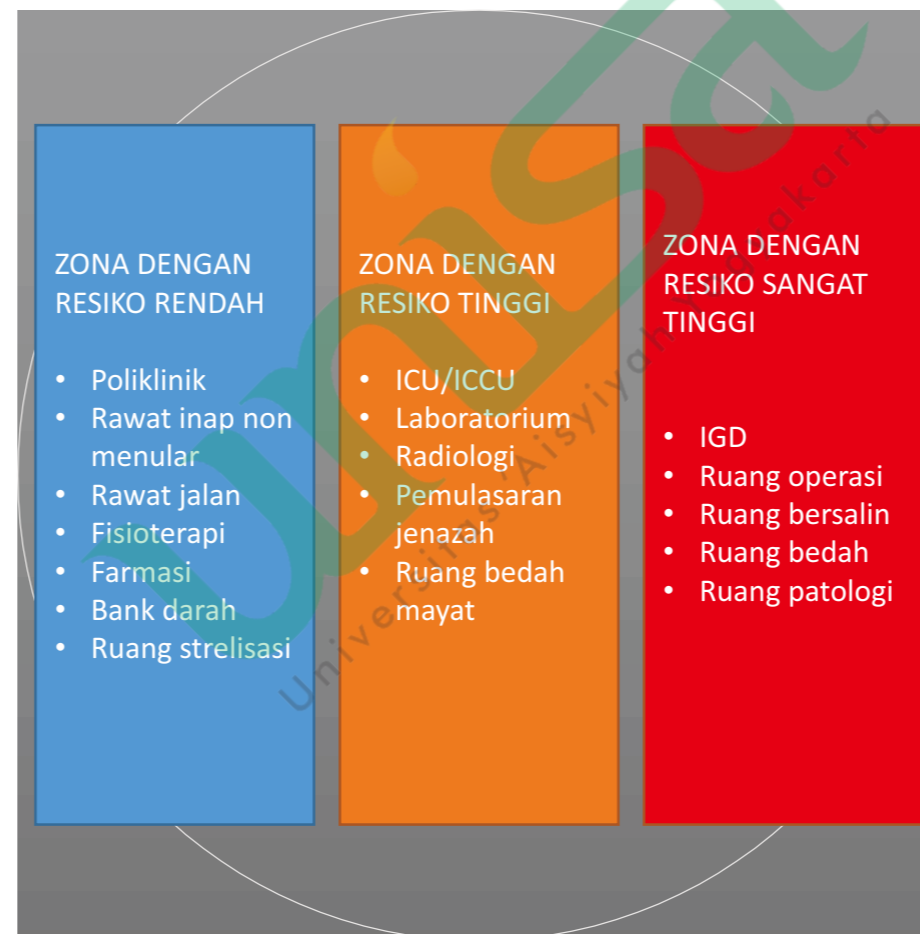 ZONA DENGAN
RESIKO RENDAH
• Poliklinik
• Rawat inap non
menular
• Rawat jalan
• Fisioterapi
• Farmasi
• Bank darah
• Ruang strelisasi
ZONA DENGAN
RESIKO TINGGI
• ICU/ICCU
• Laboratorium
• Radiologi
• Pemulasaran
jenazah
• Ruang bedah
mayat
ZONA DENGAN
RESIKO SANGAT
TINGGI
• IGD
• Ruang operasi
• Ruang bersalin
• Ruang bedah
• Ruang patologi
unisa
Universitas 'Aisyiyah Yogyakarta